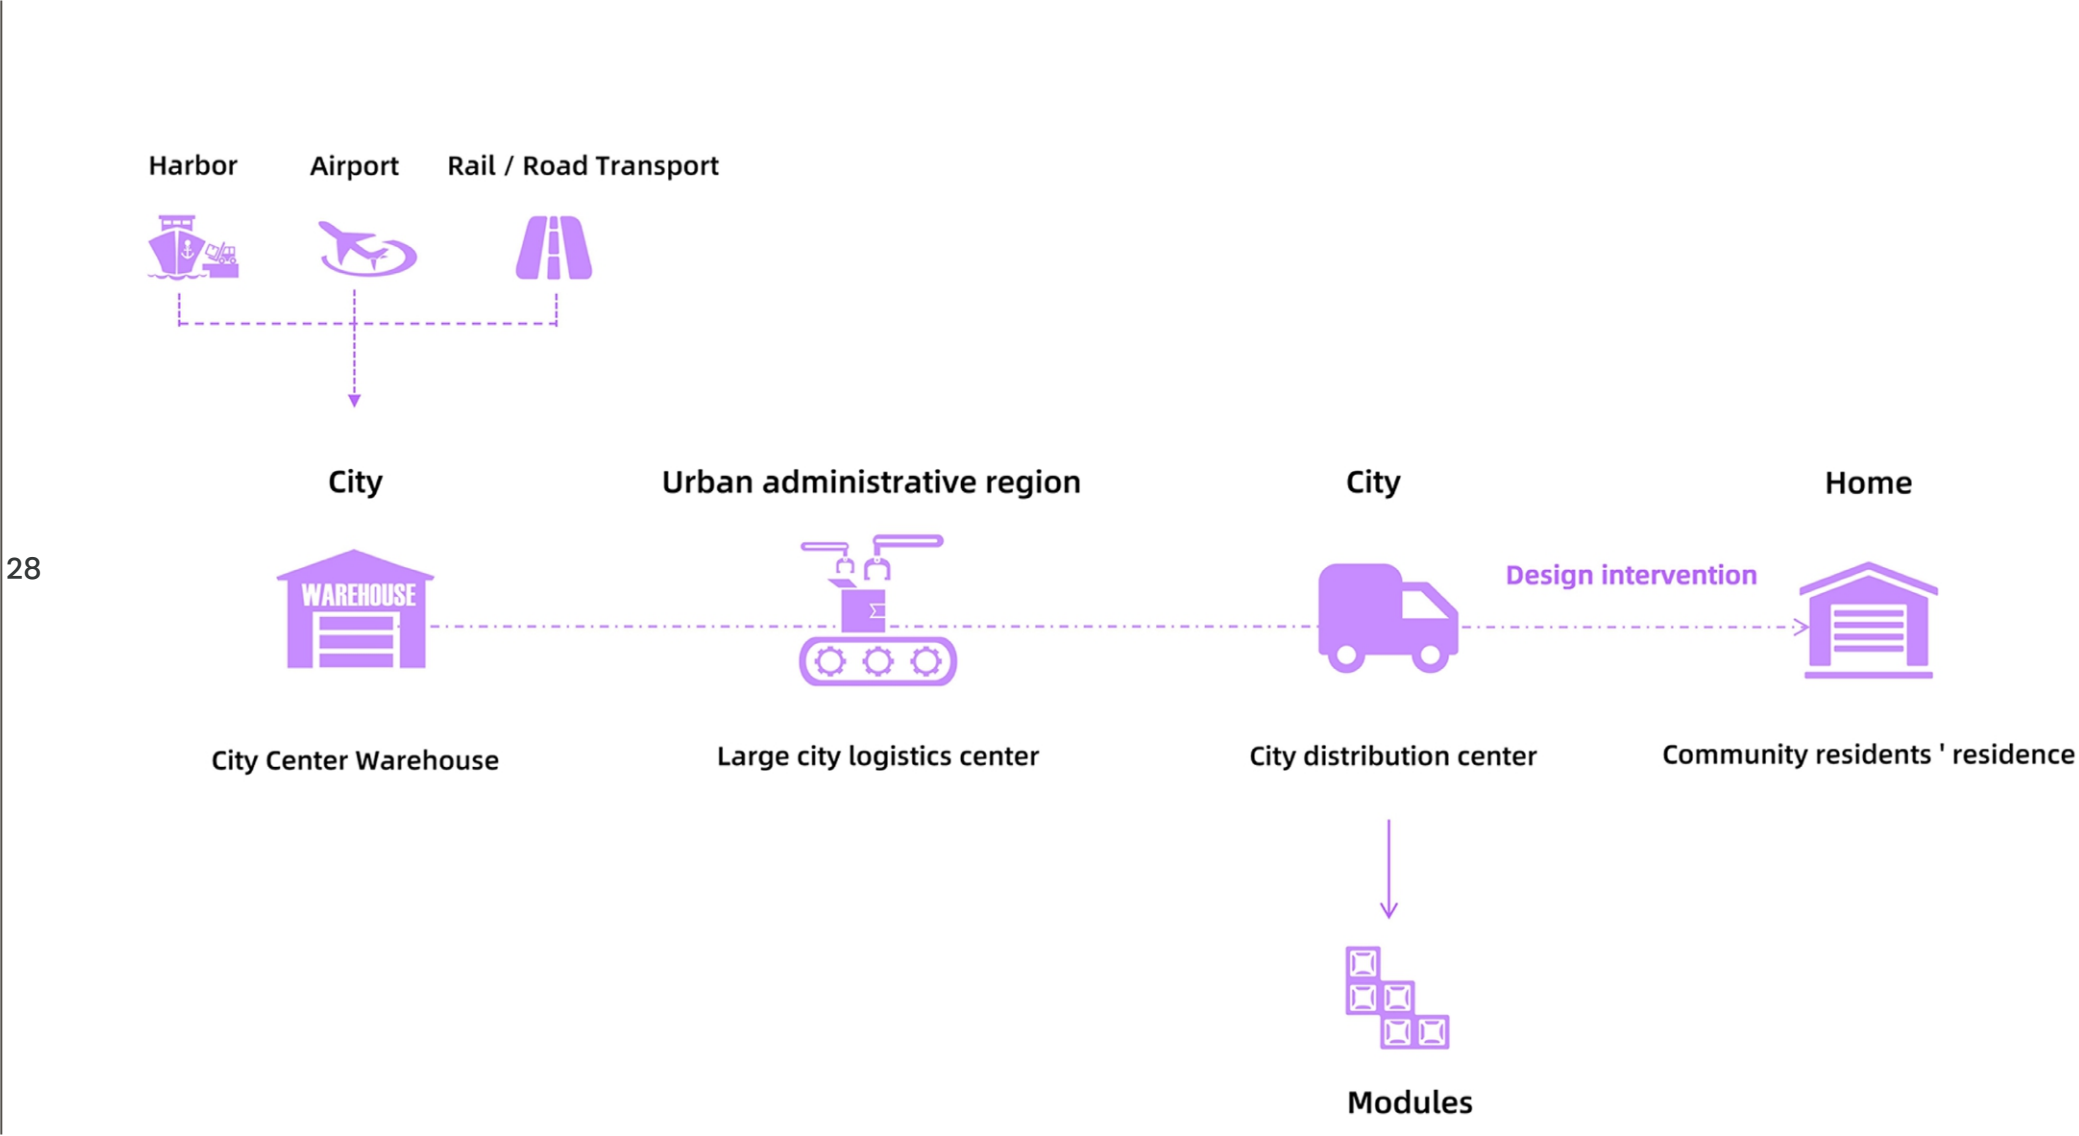 Harbor
Airport
Rail / Road Transport
City
Urban administrative region
City
Home
28
WAREHOUSE
Design intervention
City Center Warehouse
Large city logistics center
City distribution center
Community residents ' residence
Modules